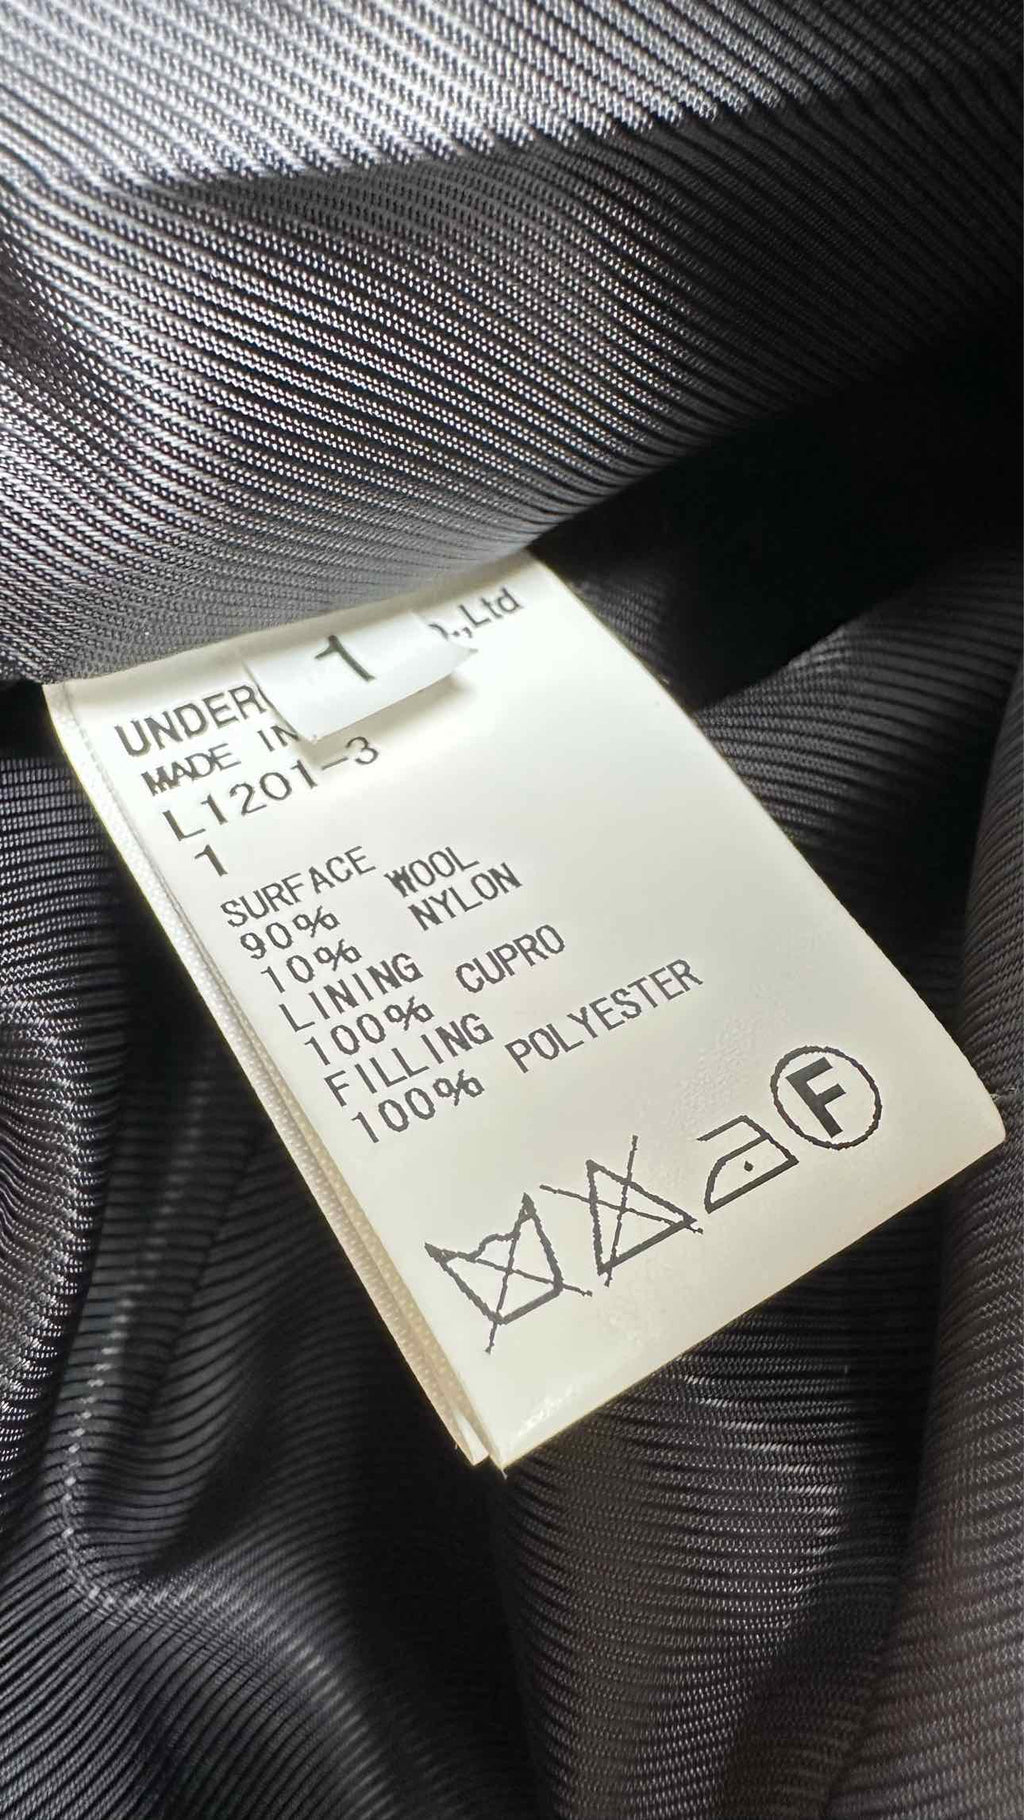 1
.,Ltd
UNDER
MADE IN
L1201-3
1
SURFACE
90% WOOL
10% NYLON
LINING
100% CUPRO
FILLING
100% POLYESTER
F